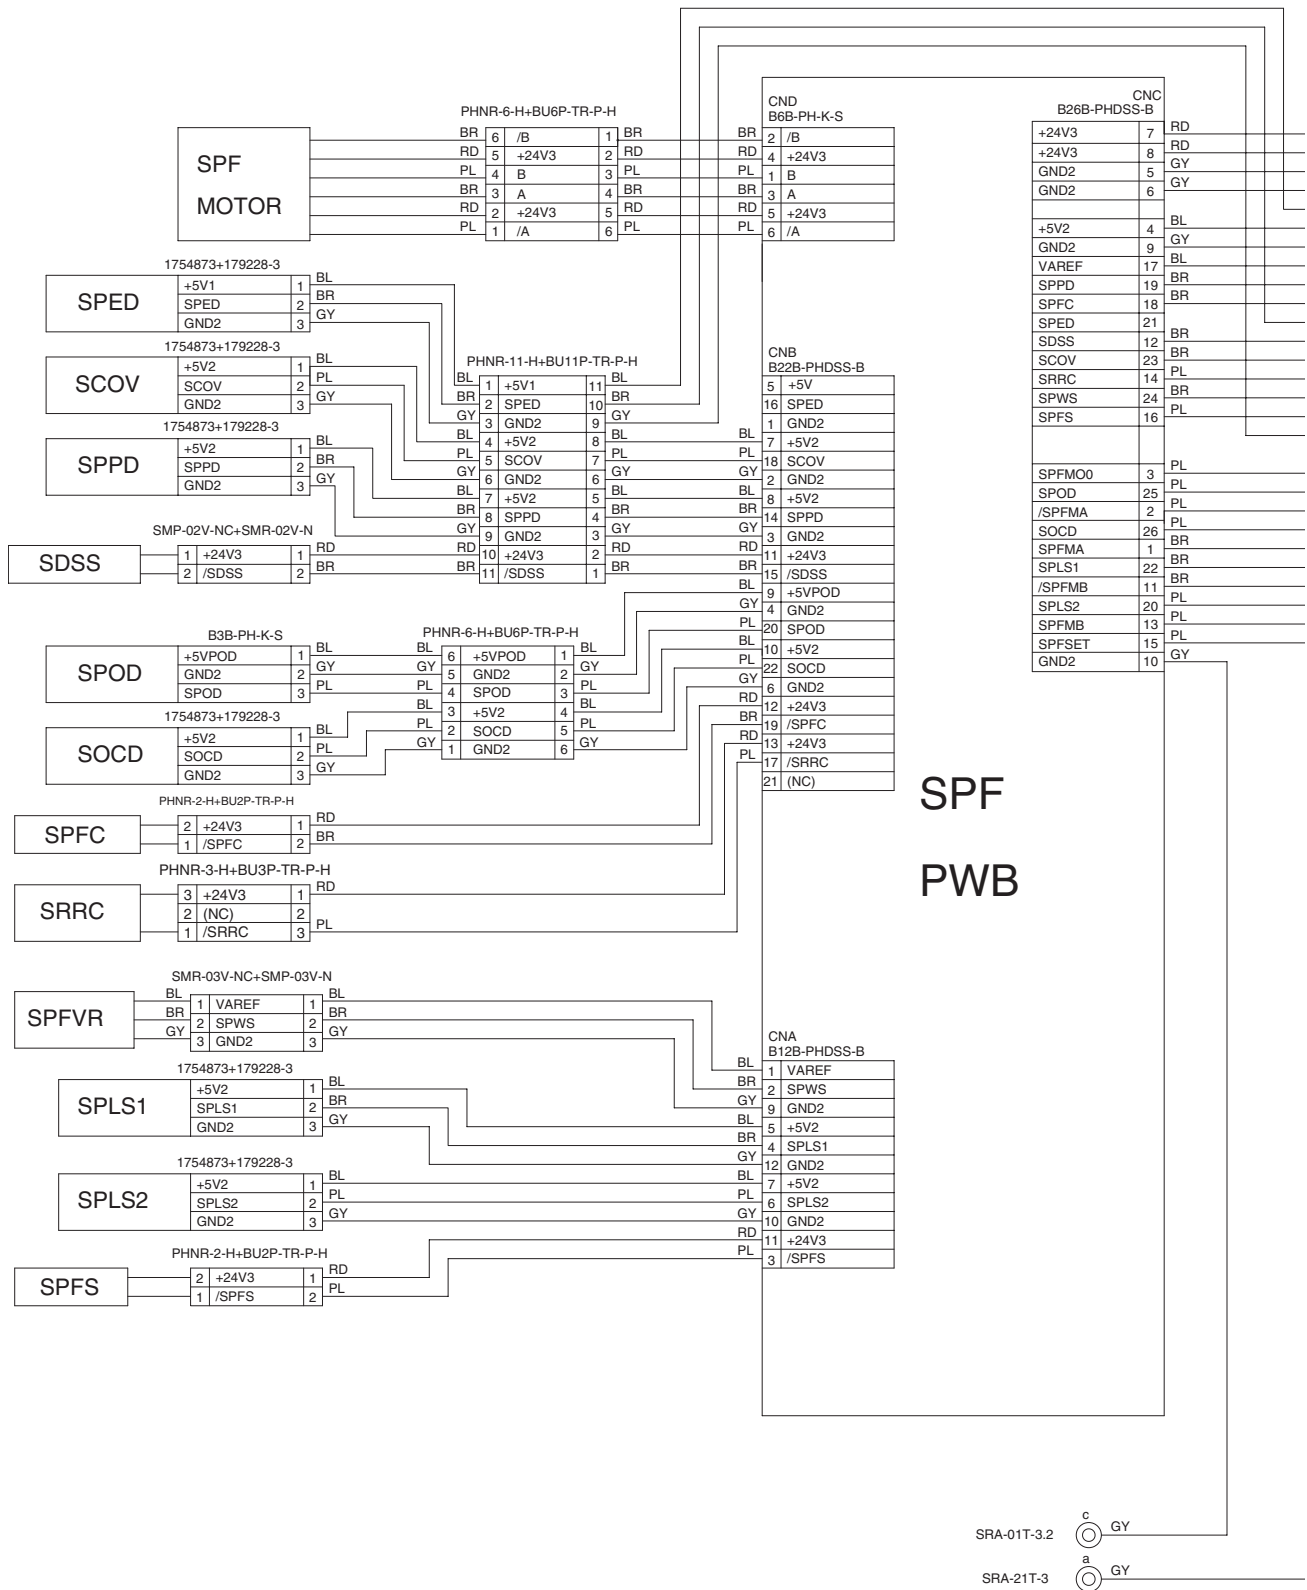 PHNR-6-H+BU6P-TR-P-H
CND
B6B-PH-K-S
CNC
B26B-PHDSS-B
SPF
MOTOR
BR 6 /B 1 BR BR 2 /B
RD 5 +24V3 2 RD RD 4 +24V3
PL 4 B 3 PL PL 1 B
BR 3 A 4 BR BR 3 A
RD 2 +24V3 5 RD RD 5 +24V3
PL 1 /A 6 PL PL 6 /A
+24V3 7 RD
+24V3 8 RD
GND2 5 GY
GND2 6 GY
+5V2 4 BL
GND2 9 GY
VAREF 17 BL
SPPD 19 BR
SPFC 18 BR
SPED 21
SDSS 12 BR
SCOV 23 BR
SRRC 14 PL
SPWS 24 BR
SPFS 16 PL
SPFMO0 3 PL
SPOD 25 PL
/SPFMA 2 PL
SOCD 26 PL
SPFMA 1 BR
SPLS1 22 BR
/SPFMB 11 BR
SPLS2 20 PL
SPFMB 13 PL
SPFSET 15 PL
GND2 10 GY
1754873+179228-3
SPED
+5V1 1 BL
SPED 2 BR
GND2 3 GY
1754873+179228-3
SCOV
+5V2 1 BL
SCOV 2 PL
GND2 3 GY
1754873+179228-3
SPPD
+5V2 1 BL
SPPD 2 BR
GND2 3 GY
SMP-02V-NC+SMR-02V-N
SDSS
1 +24V3 1 RD
2 /SDSS 2 BR
PHNR-11-H+BU11P-TR-P-H
BL 1 +5V1 11 BL
BR 2 SPED 10 BR
GY 3 GND2 9 GY
BL 4 +5V2 8 BL
PL 5 SCOV 7 PL
GY 6 GND2 6 GY
BL 7 +5V2 5 BL
BR 8 SPPD 4 BR
GY 9 GND2 3 GY
RD 10 +24V3 2 RD
BR 11 /SDSS 1 BR
CNB
B22B-PHDSS-B
5 +5V
16 SPED
1 GND2
BL 7 +5V2
PL 18 SCOV
GY 2 GND2
BL 8 +5V2
BR 14 SPPD
GY 3 GND2
RD 11 +24V3
BR 15 /SDSS
BL 9 +5VPOD
GY 4 GND2
PL 20 SPOD
BL 10 +5V2
PL 22 SOCD
GY 6 GND2
RD 12 +24V3
BR 19 /SPFC
RD 13 +24V3
PL 17 /SRRC
21 (NC)
B3B-PH-K-S
SPOD
+5VPOD 1 BL
GND2 2 GY
SPOD 3 PL
1754873+179228-3
SOCD
+5V2 1 BL
SOCD 2 PL
GND2 3 GY
PHNR-6-H+BU6P-TR-P-H
BL 6 +5VPOD 1 BL
GY 5 GND2 2 GY
PL 4 SPOD 3 PL
BL 3 +5V2 4 BL
PL 2 SOCD 5 PL
GY 1 GND2 6 GY
PHNR-2-H+BU2P-TR-P-H
SPFC
2 +24V3 1 RD
1 /SPFC 2 BR
PHNR-3-H+BU3P-TR-P-H
SRRC
3 +24V3 1 RD
2 (NC) 2
1 /SRRC 3 PL
SPF
PWB
SMR-03V-NC+SMP-03V-N
SPFVR
BL 1 VAREF 1 BL
BR 2 SPWS 2 BR
GY 3 GND2 3 GY
1754873+179228-3
SPLS1
+5V2 1 BL
SPLS1 2 BR
GND2 3 GY
1754873+179228-3
SPLS2
+5V2 1 BL
SPLS2 2 PL
GND2 3 GY
PHNR-2-H+BU2P-TR-P-H
SPFS
2 +24V3 1 RD
1 /SPFS 2 PL
CNA
B12B-PHDSS-B
BL 1 VAREF
BR 2 SPWS
GY 9 GND2
BL 5 +5V2
BR 4 SPLS1
GY 12 GND2
BL 7 +5V2
PL 6 SPLS2
GY 10 GND2
RD 11 +24V3
PL 3 /SPFS
c
SRA-01T-3.2 GY
a
SRA-21T-3 GY